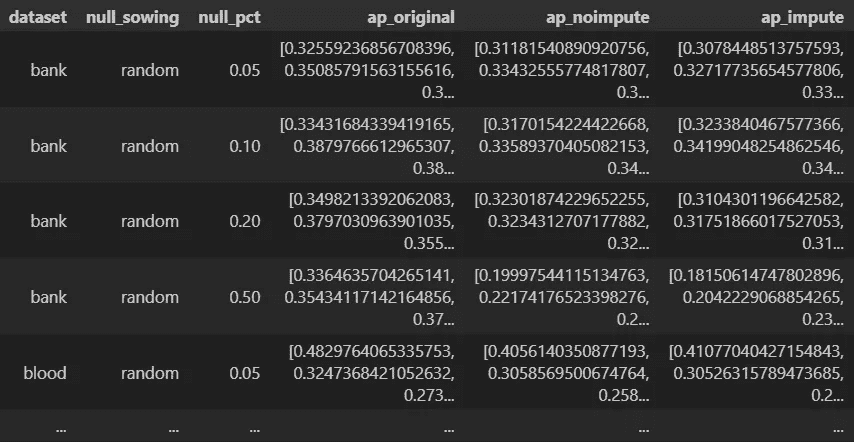 dataset null_sowing null_pct ap_original ap_noimpute ap_impute
[0.32559236856708396, [0.31181540890920756, [0.3078448513757593,
bank random 0.05 0.35085791563155616, 0.33432555774817807, 0.32717735654577806,
0.3... 0.3... 0.33...
[0.33431684339419165, [0.3170154224422668, [0.3233840467577366,
bank random 0.10 0.3879766612965307, 0.33589370405082153, 0.34199048254862546,
0.38... 0.34... 0.34...
[0.3498213392062083, [0.32301874229652255, [0.3104301196642582,
bank random 0.20 0.3797030963901035, 0.3234312707177882, 0.31751866017527053,
0.355... 0.32... 0.31...
[0.3364635704265141, [0.19997544115134763, [0.18150614747802896,
bank random 0.50 0.35434117142164856, 0.22174176523398276, 0.2042229068854265,
0.37... 0.2... 0.23...
[0.4829764065335753, [0.4056140350877193, [0.41077040427154843,
blood random 0.05 0.3247368421052632, 0.3058569500674764, 0.30526315789473685,
0.273... 0.258... 0.2...
... ... ... ... ... ...